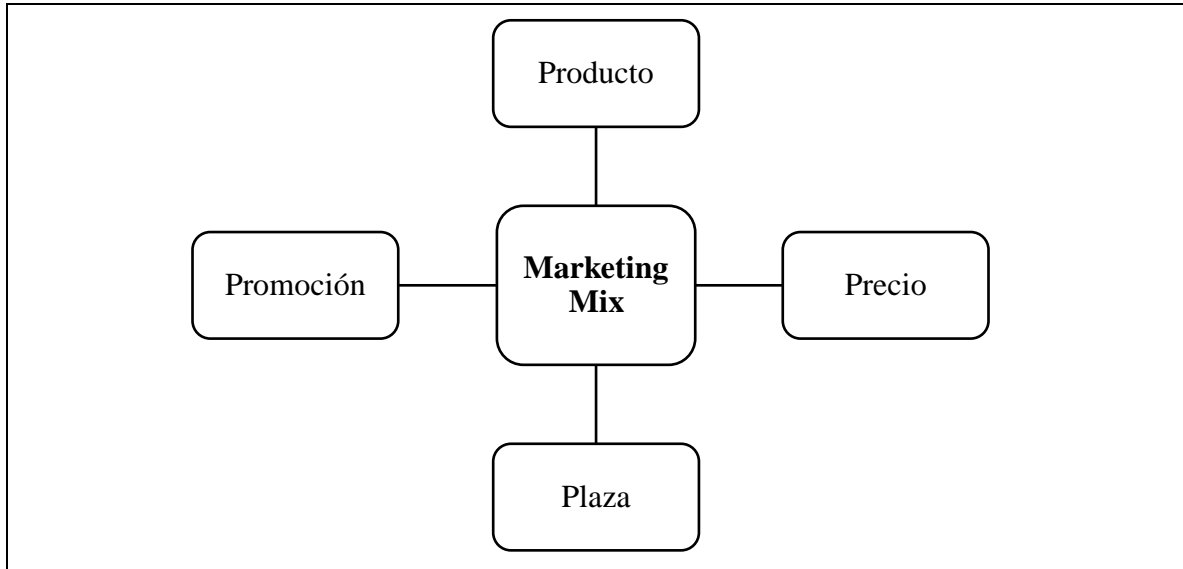 Producto
Promoción
Marketing
Mix
Precio
Plaza